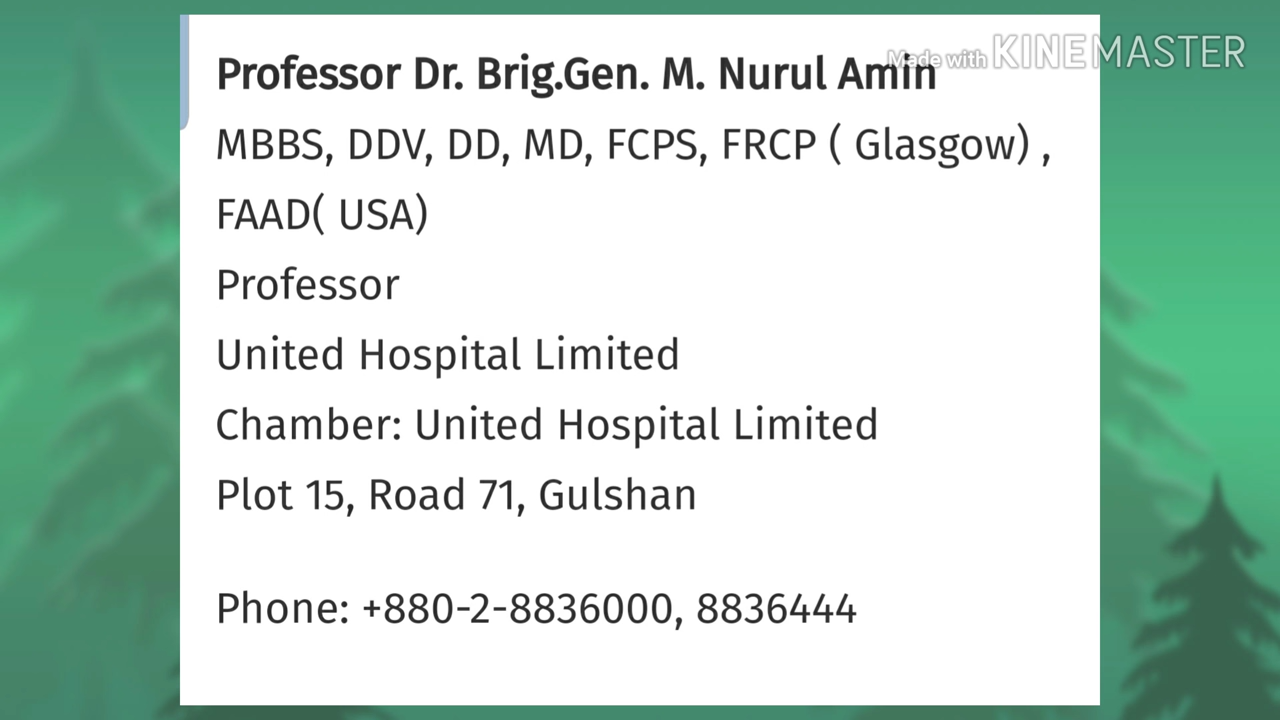 Made with KINEMASTER
Professor Dr. Brig.Gen. M. Nurul Amin
MBBS, DDV, DD, MD, FCPS, FRCP ( Glasgow) ,
FAAD( USA)
Professor
United Hospital Limited
Chamber: United Hospital Limited
Plot 15, Road 71, Gulshan
Phone: +880-2-8836000, 8836444